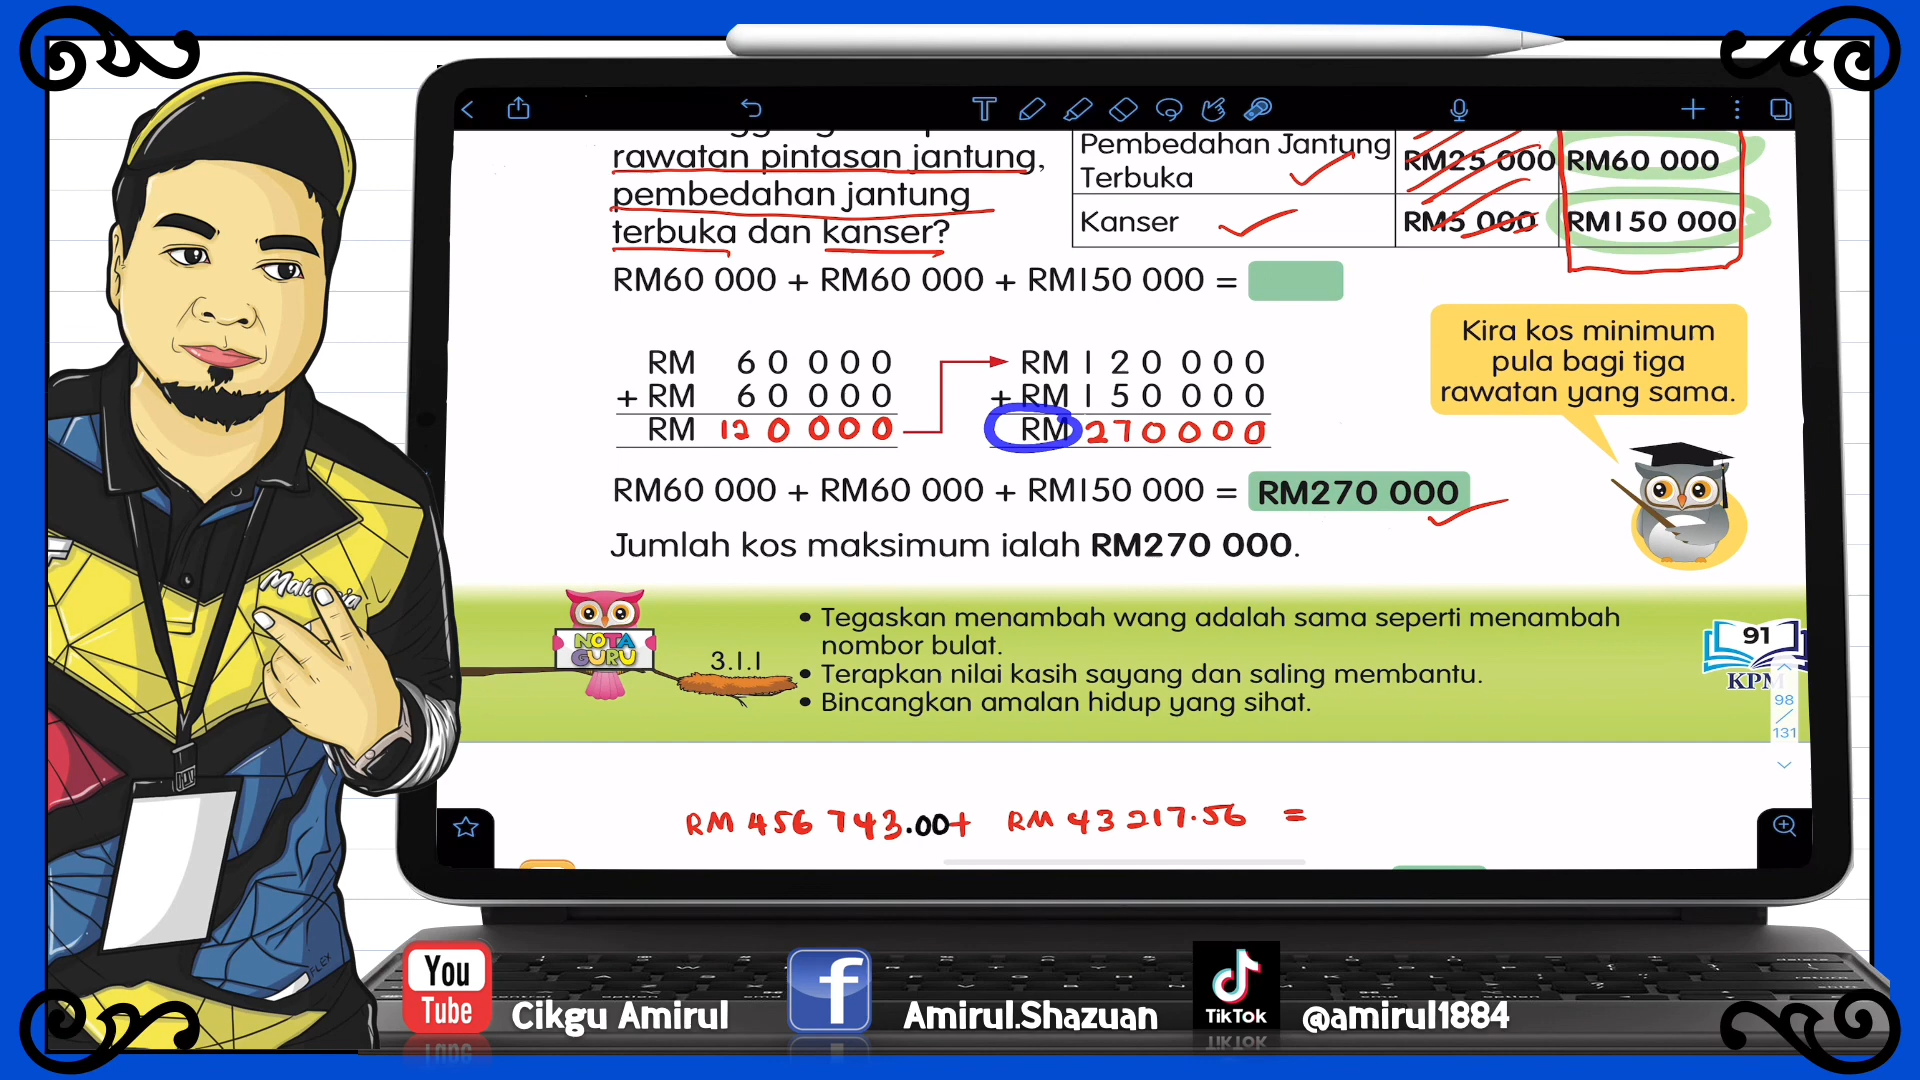 rawatan pintasan jantung,
pembedahan jantung
terbuka dan kanser?
Pembedahan Jantung
Terbuka
RM25 000
RM60 000
Kanser
RM5 000
RM150 000
RM60 000 + RM60 000 + RM150 000 =
RM 60 000
+ RM 60 000
RM 120 000
RM 120 000
+ RM 150 000
RM 270 000
Kira kos minimum
pula bagi tiga
rawatan yang sama.
RM60 000 + RM60 000 + RM150 000 = RM270 000
Jumlah kos maksimum ialah RM270 000.
NOTA
GURU
3.1.1
• Tegaskan menambah wang adalah sama seperti menambah
nombor bulat.
• Terapkan nilai kasih sayang dan saling membantu.
• Bincangkan amalan hidup yang sihat.
91
KPM
98
131
RM 456 743.00 + RM 43 217.56 =
Malaysia
FLEX
You
Tube
Cikgu Amirul
f
Amirul.Shazuan
TikTok
@amirul1884